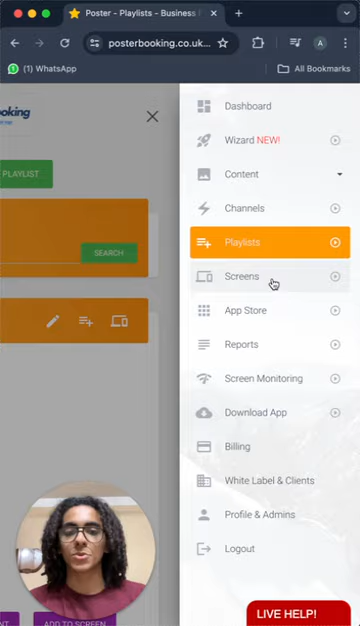 Poster - Playlists - Business
posterbooking.co.uk...
A
(1) WhatsApp
All Bookmarks
ooking
PLAYLIST
SEARCH
Dashboard
Wizard NEW!
Content
Channels
Playlists
Screens
App Store
Reports
Screen Monitoring
Download App
Billing
White Label & Clients
Profile & Admins
Logout
NT
ADD TO SCREEN
LIVE HELP!